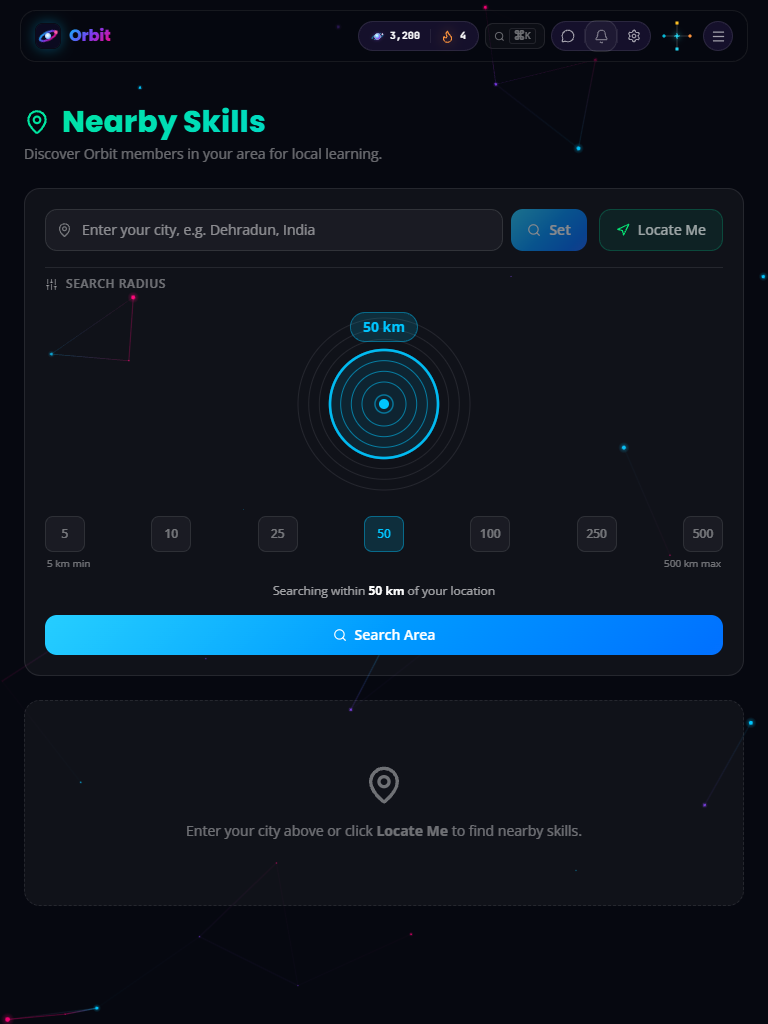 Orbit
3,200
4
⌘K
Nearby Skills
Discover Orbit members in your area for local learning.
Enter your city, e.g. Dehradun, India
Set
Locate Me
SEARCH RADIUS
50 km
5
10
25
50
100
250
500
5 km min
500 km max
Searching within 50 km of your location
Search Area
Enter your city above or click Locate Me to find nearby skills.